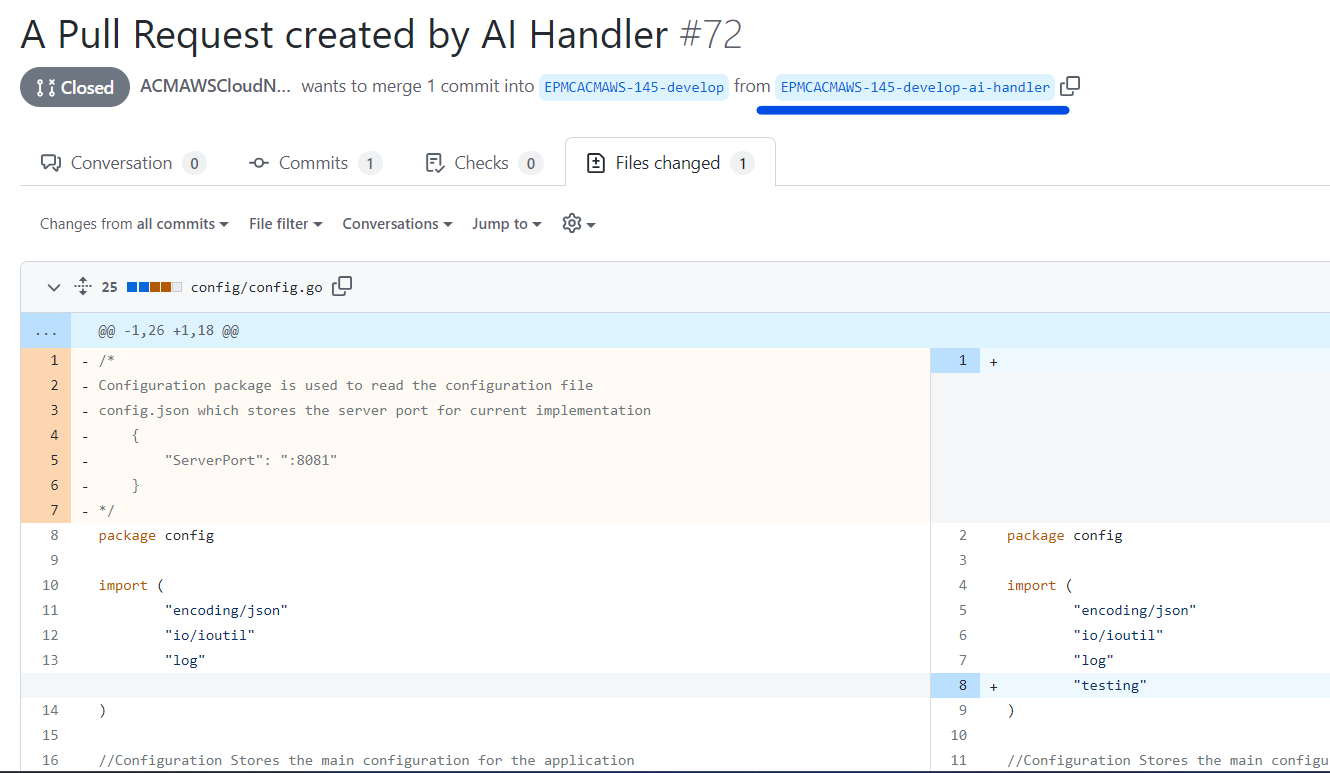 A Pull Request created by AI Handler #72
Closed ACMAWSCloudN... wants to merge 1 commit into EPMCACMAWS-145-develop from EPMCACMAWS-145-develop-ai-handler
Conversation 0 Commits 1 Checks 0 Files changed 1
Changes from all commits File filter Conversations Jump to
25 config/config.go
... @@ -1,26 +1,18 @@
1 - /* 1 +
2 - Configuration package is used to read the configuration file
3 - config.json which stores the server port for current implementation
4 - {
5 - "ServerPort": ":8081"
6 - }
7 - */
8 package config 2 package config
9 3
10 import ( 4 import (
11 "encoding/json" 5 "encoding/json"
12 "io/ioutil" 6 "io/ioutil"
13 "log" 7 "log"
8 + "testing"
14 ) 9 )
15 10
16 //Configuration Stores the main configuration for the application 11 //Configuration Stores the main configu